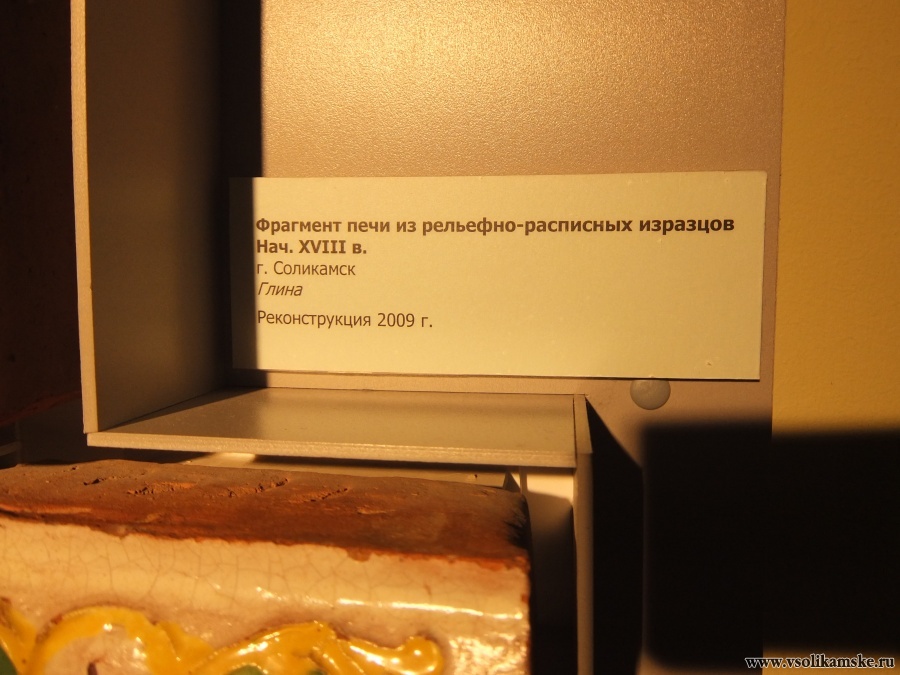 Фрагмент печи из рельефно-расписных изразцов
Нач. XVIII в.
г. Соликамск
Глина
Реконструкция 2009 г.
www.vsolikamske.ru